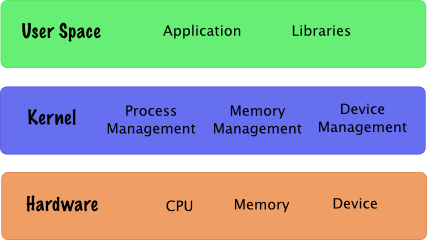 User Space Application Libraries
Kernel Process Management Memory Management Device Management
Hardware CPU Memory Device